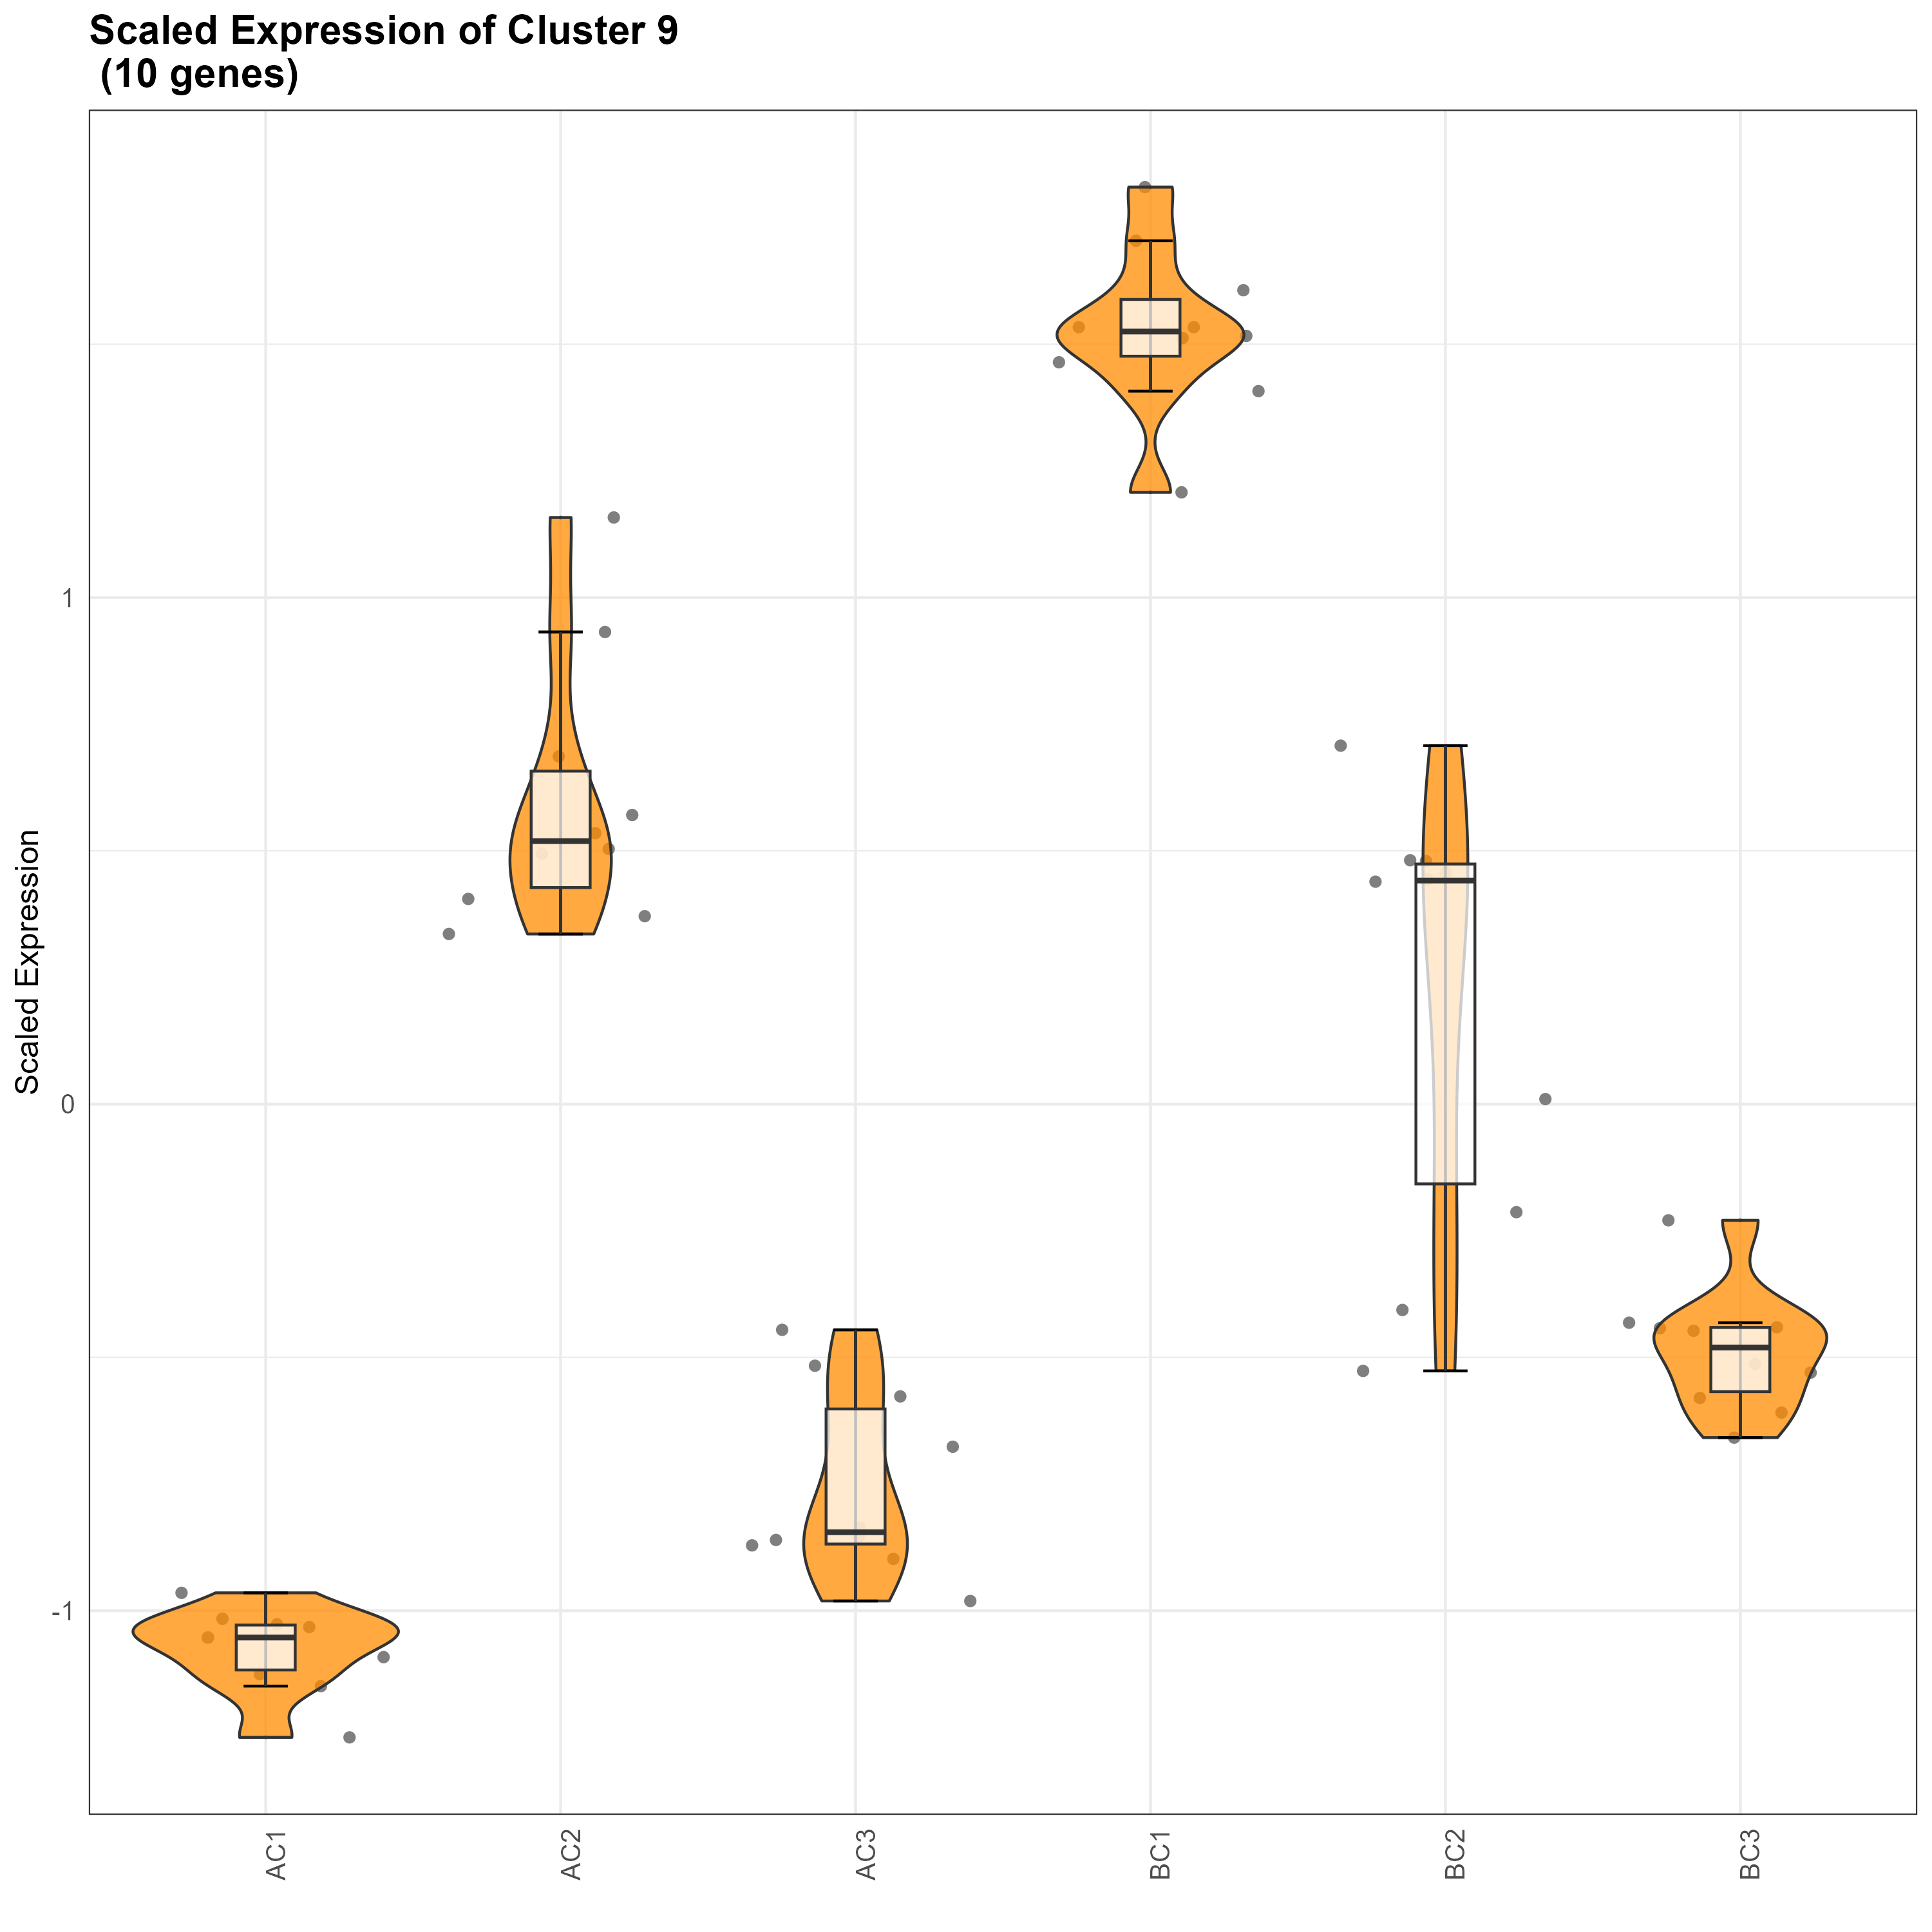 Scaled Expression of Cluster 9
(10 genes)
Scaled Expression
1
0
-1
AC1
AC2
AC3
BC1
BC2
BC3